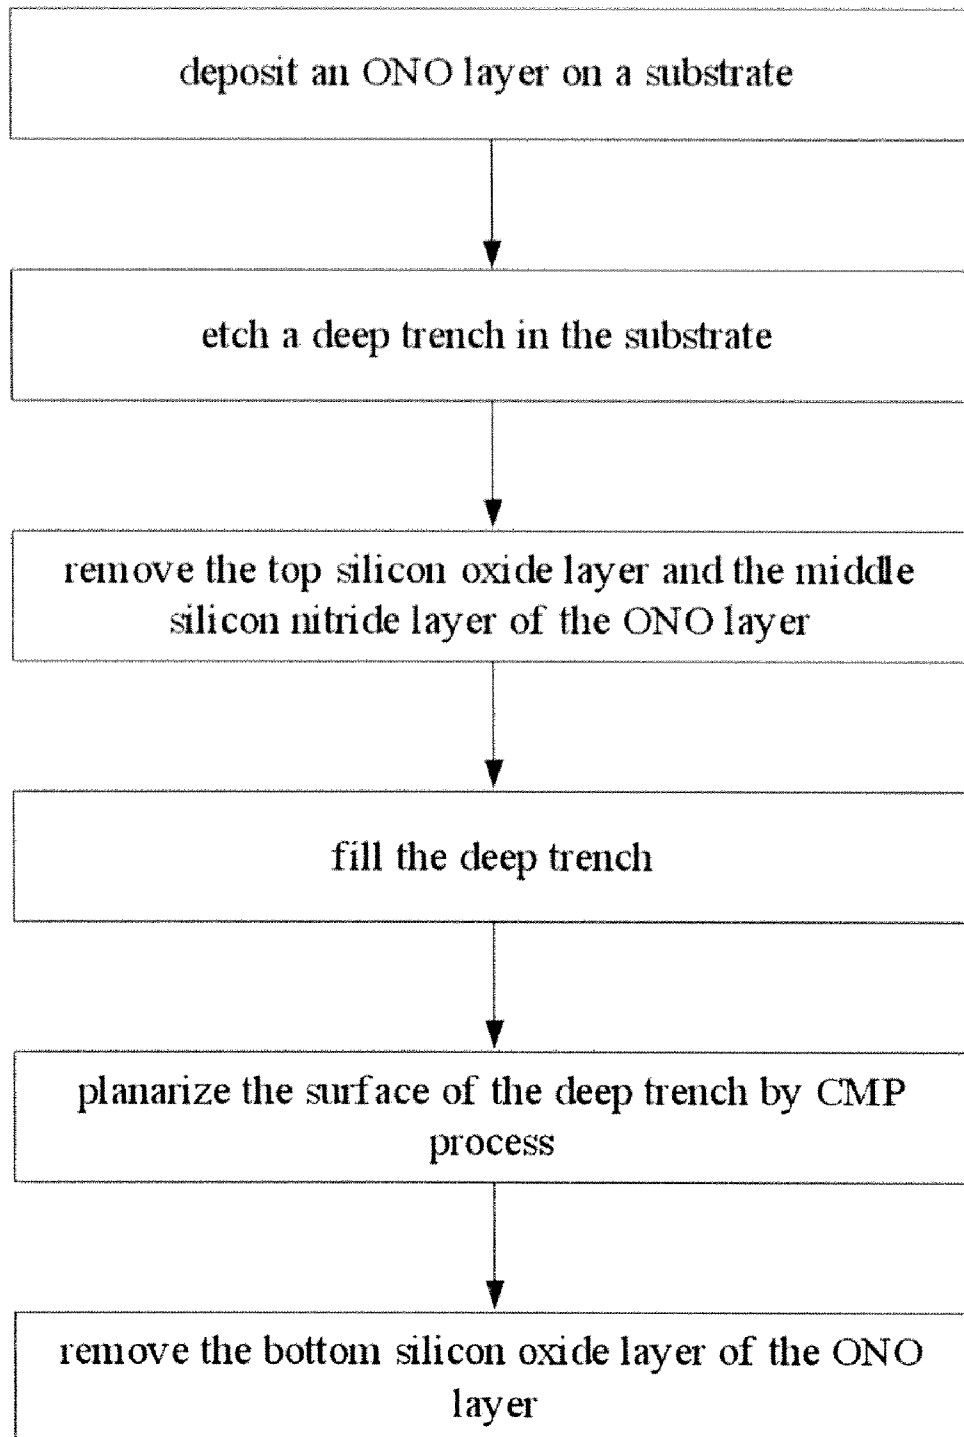 deposit an ONO layer on a substrate
etch a deep trench in the substrate
remove the top silicon oxide layer and the middle
silicon nitride layer of the ONO layer
fill the deep trench
planarize the surface of the deep trench by CMP
process
remove the bottom silicon oxide layer of the ONO
layer